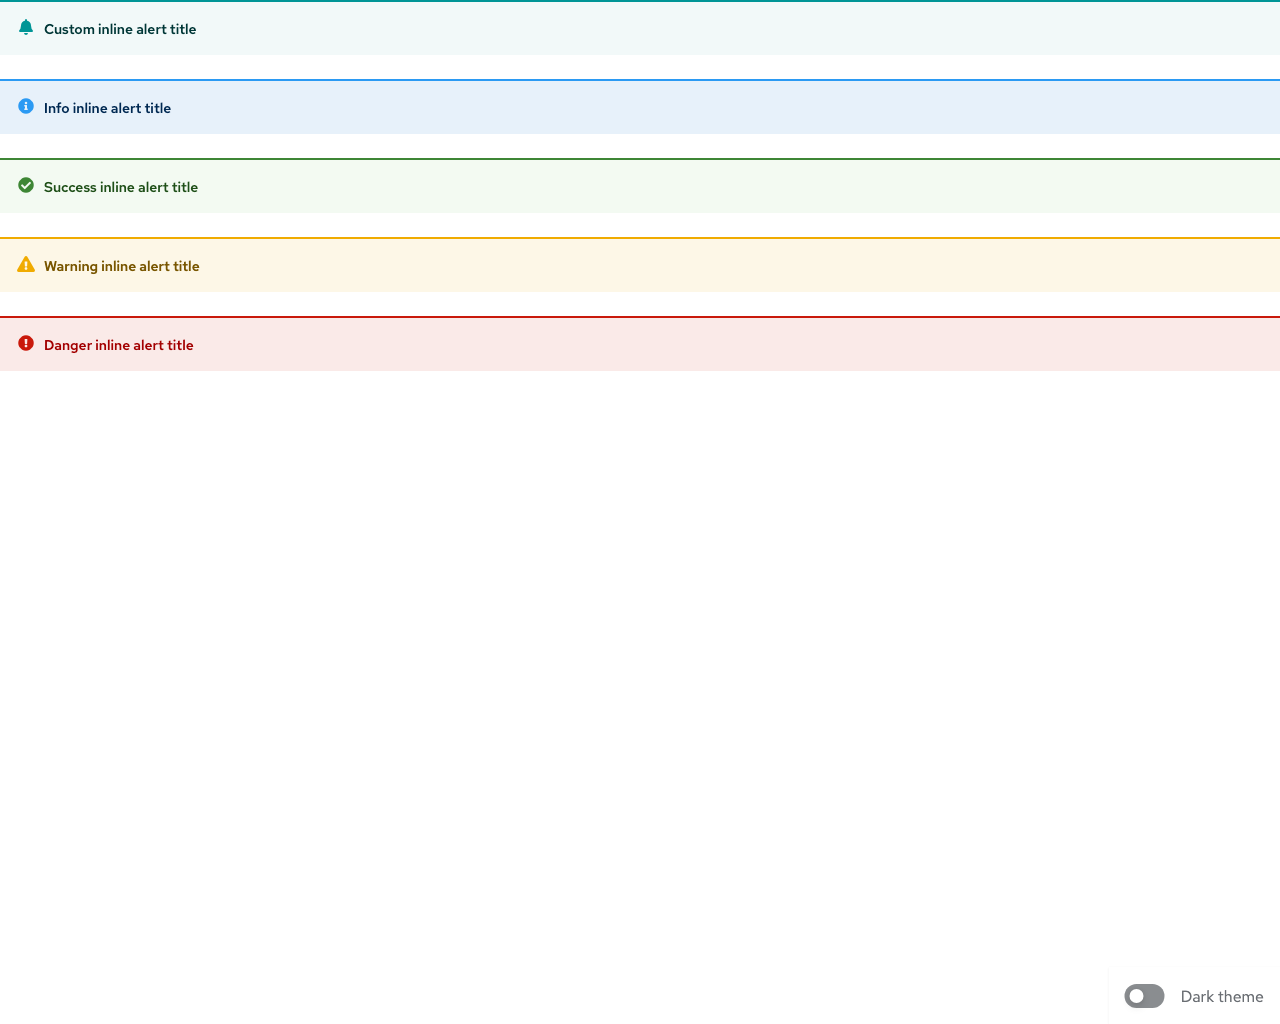 Custom inline alert title
Info inline alert title
Success inline alert title
Warning inline alert title
Danger inline alert title
Dark theme